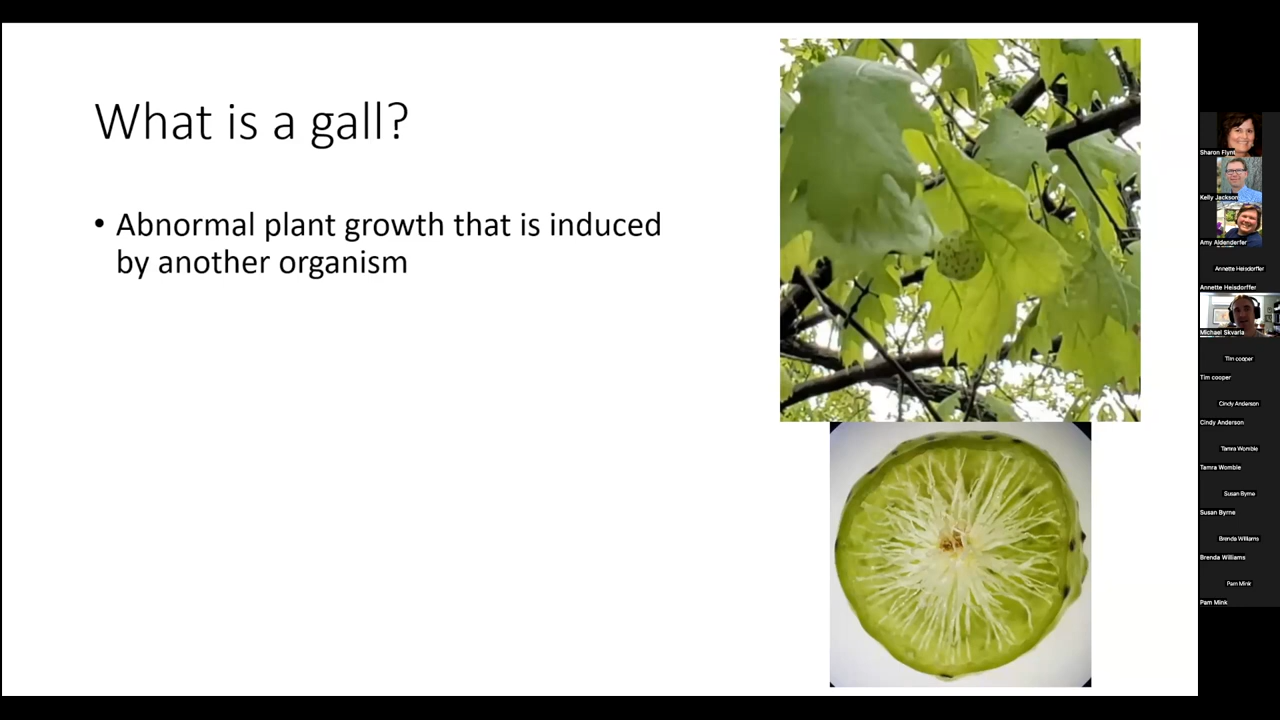 What is a gall?
• Abnormal plant growth that is induced
by another organism
Sharon Flynt
Kelly Jackson
Amy Aldenderfer
Annette Heisdorffer
Annette Heisdorffer
Michael Skvarla
Tim cooper
Tim cooper
Cindy Anderson
Cindy Anderson
Tamra Womble
Tamra Womble
Susan Byrne
Susan Byrne
Brenda Williams
Brenda Williams
Pam Mink
Pam Mink